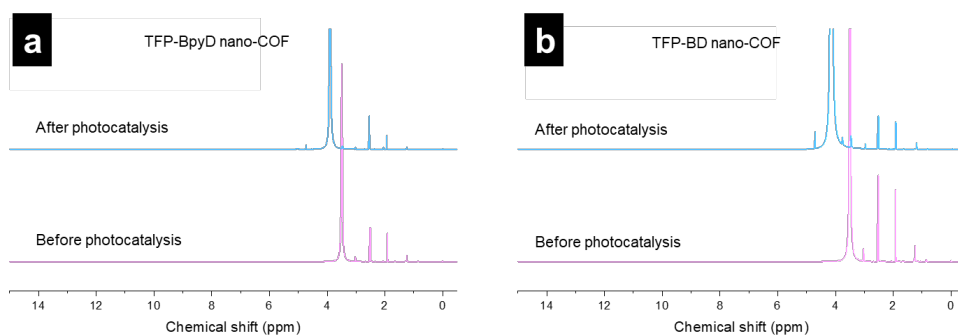 a
TFP-BpyD nano-COF
After photocatalysis
Before photocatalysis
14 12 10 8 6 4 2 0
Chemical shift (ppm)
b
TFP-BD nano-COF
After photocatalysis
Before photocatalysis
14 12 10 8 6 4 2 0
Chemical shift (ppm)